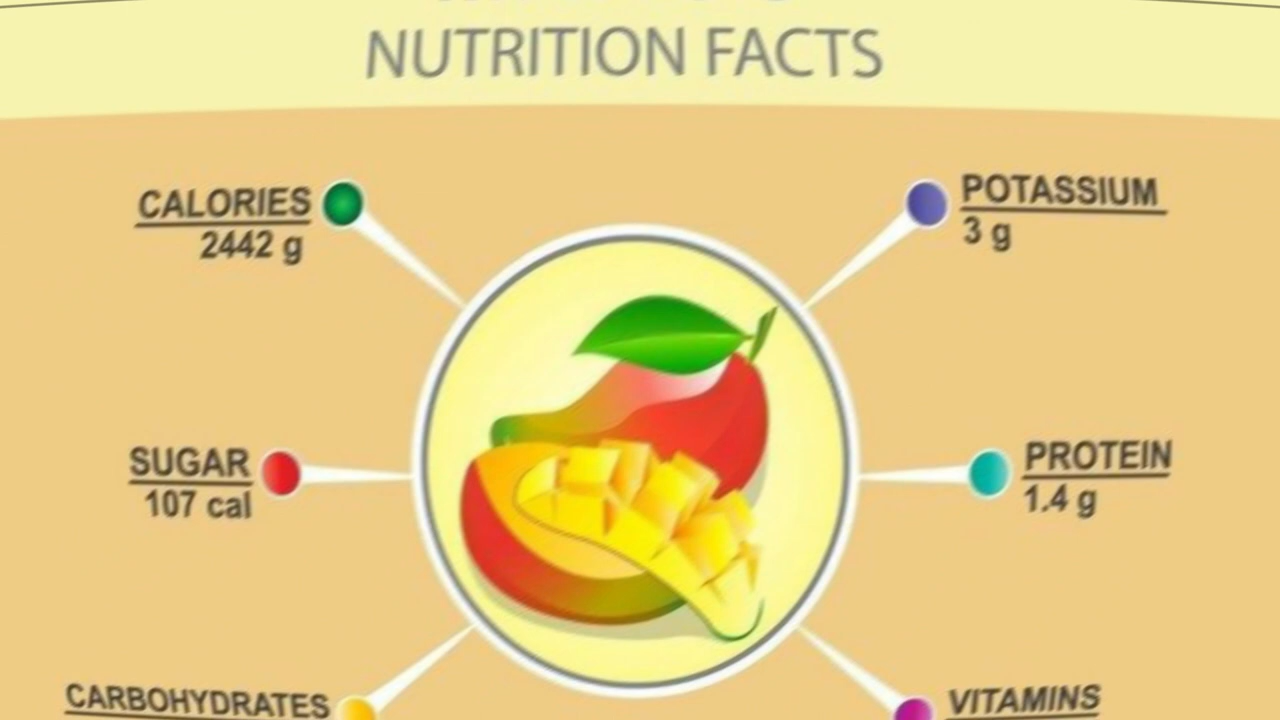 NUTRITION FACTS
CALORIES
2442 g
POTASSIUM
3 g
SUGAR
107 cal
PROTEIN
1.4 g
CARBOHYDRATES
VITAMINS